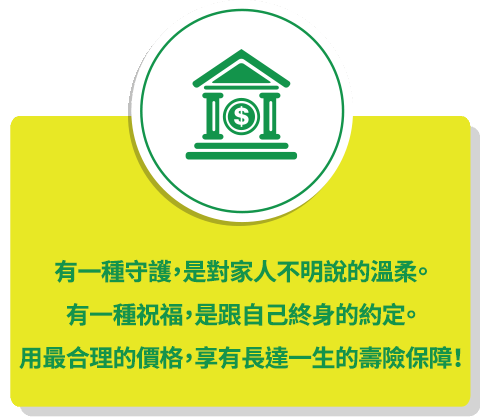 $
有一種守護，是對家人不明說的溫柔。
有一種祝福，是跟自己終身的約定。
用最合理的價格，享有長達一生的壽險保障！